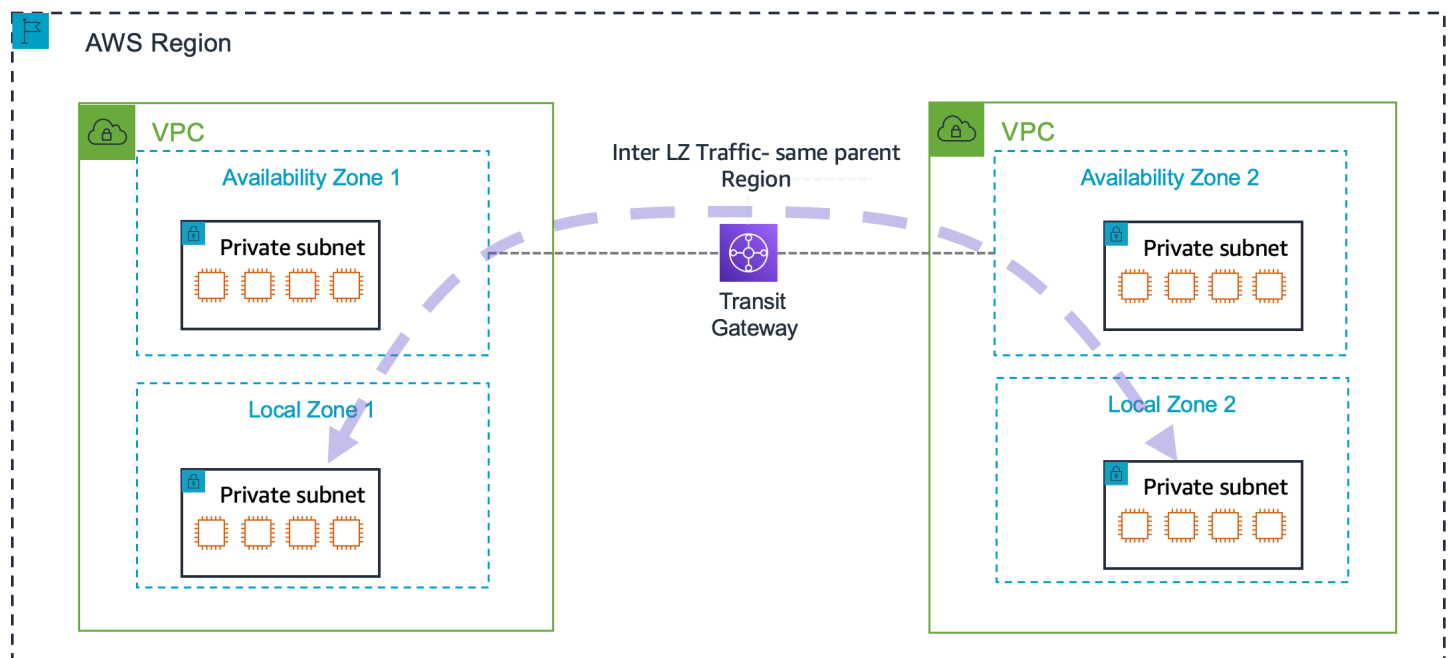 AWS Region
VPC
Availability Zone 1
Private subnet
Local Zone 1
Private subnet
Inter LZ Traffic- same parent
Region
Transit
Gateway
VPC
Availability Zone 2
Private subnet
Local Zone 2
Private subnet